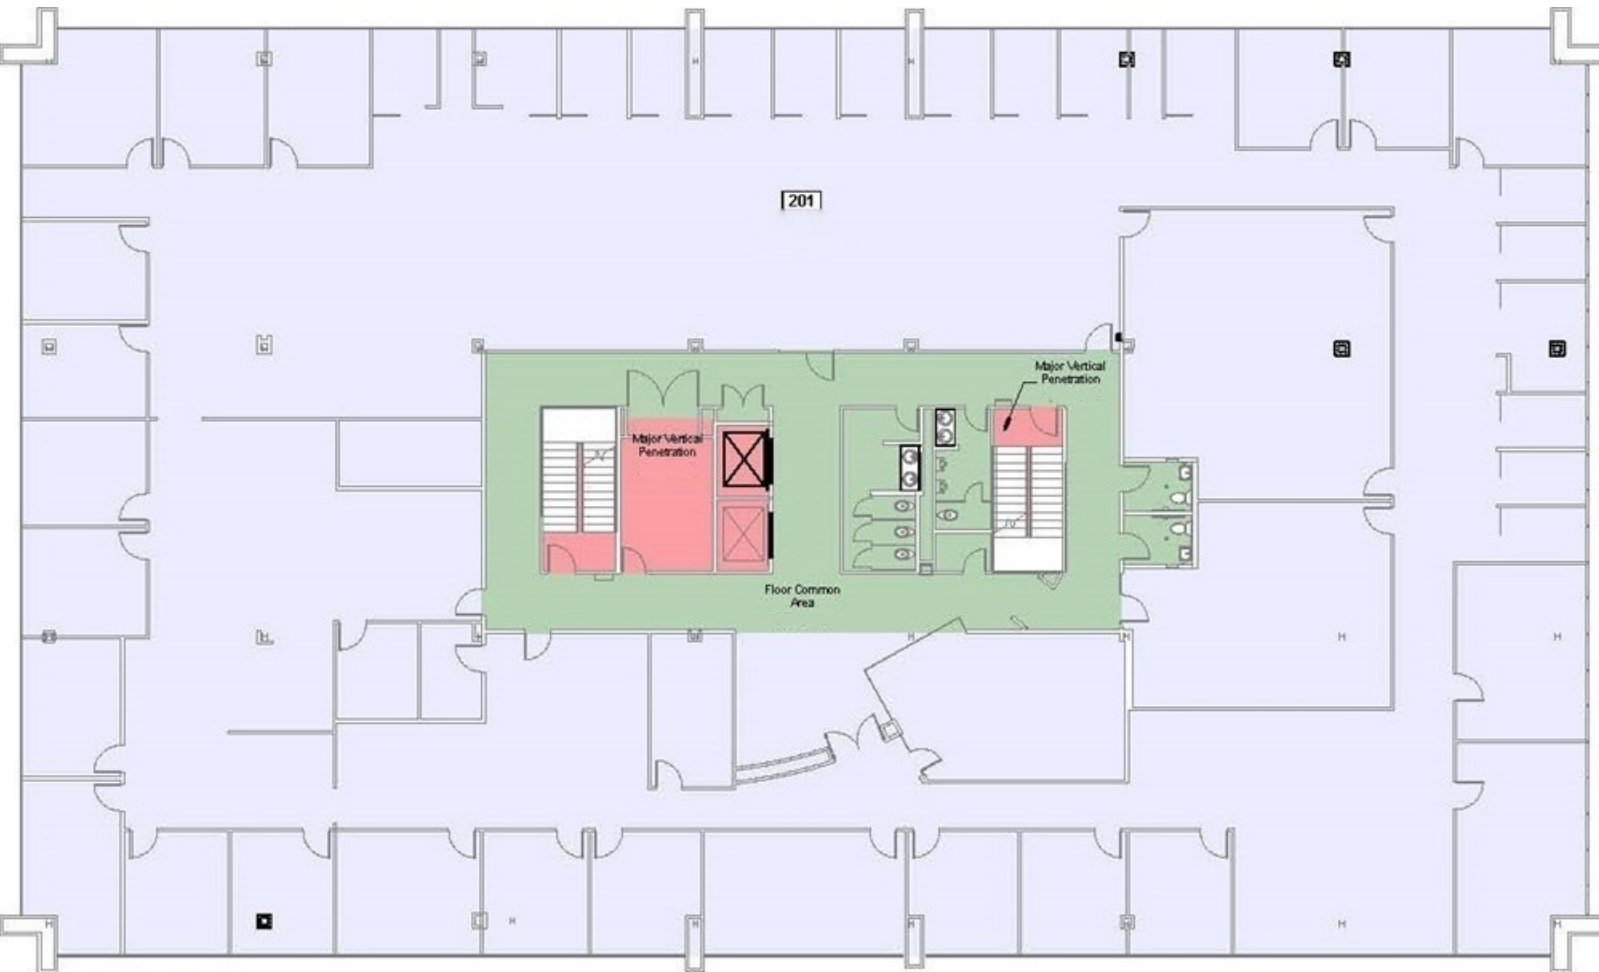 201
Major Vertical
Penetration
Major Vertical
Penetration
Floor Common
Area